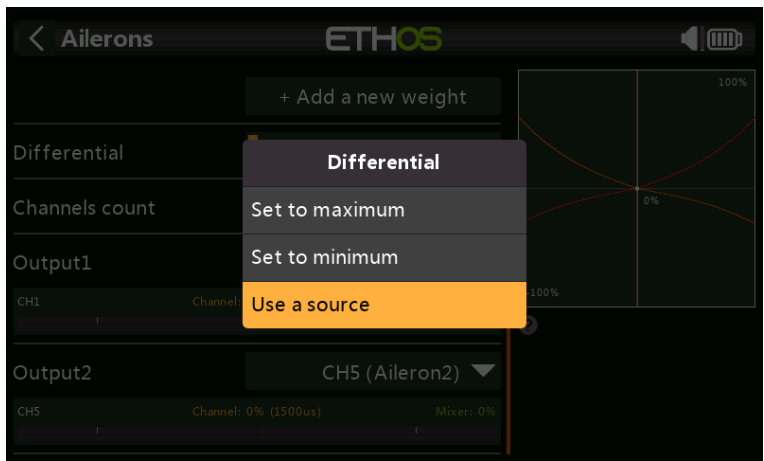 Ailerons
ETHOS
+ Add a new weight
100%
Differential
Differential
Set to maximum
Channels count
0%
Set to minimum
Output1
Use a source
-100%
CH1
Channel:
?
Output2
CH5 (Aileron2)
CH5
Channel: 0% (1500us)
Mixer: 0%